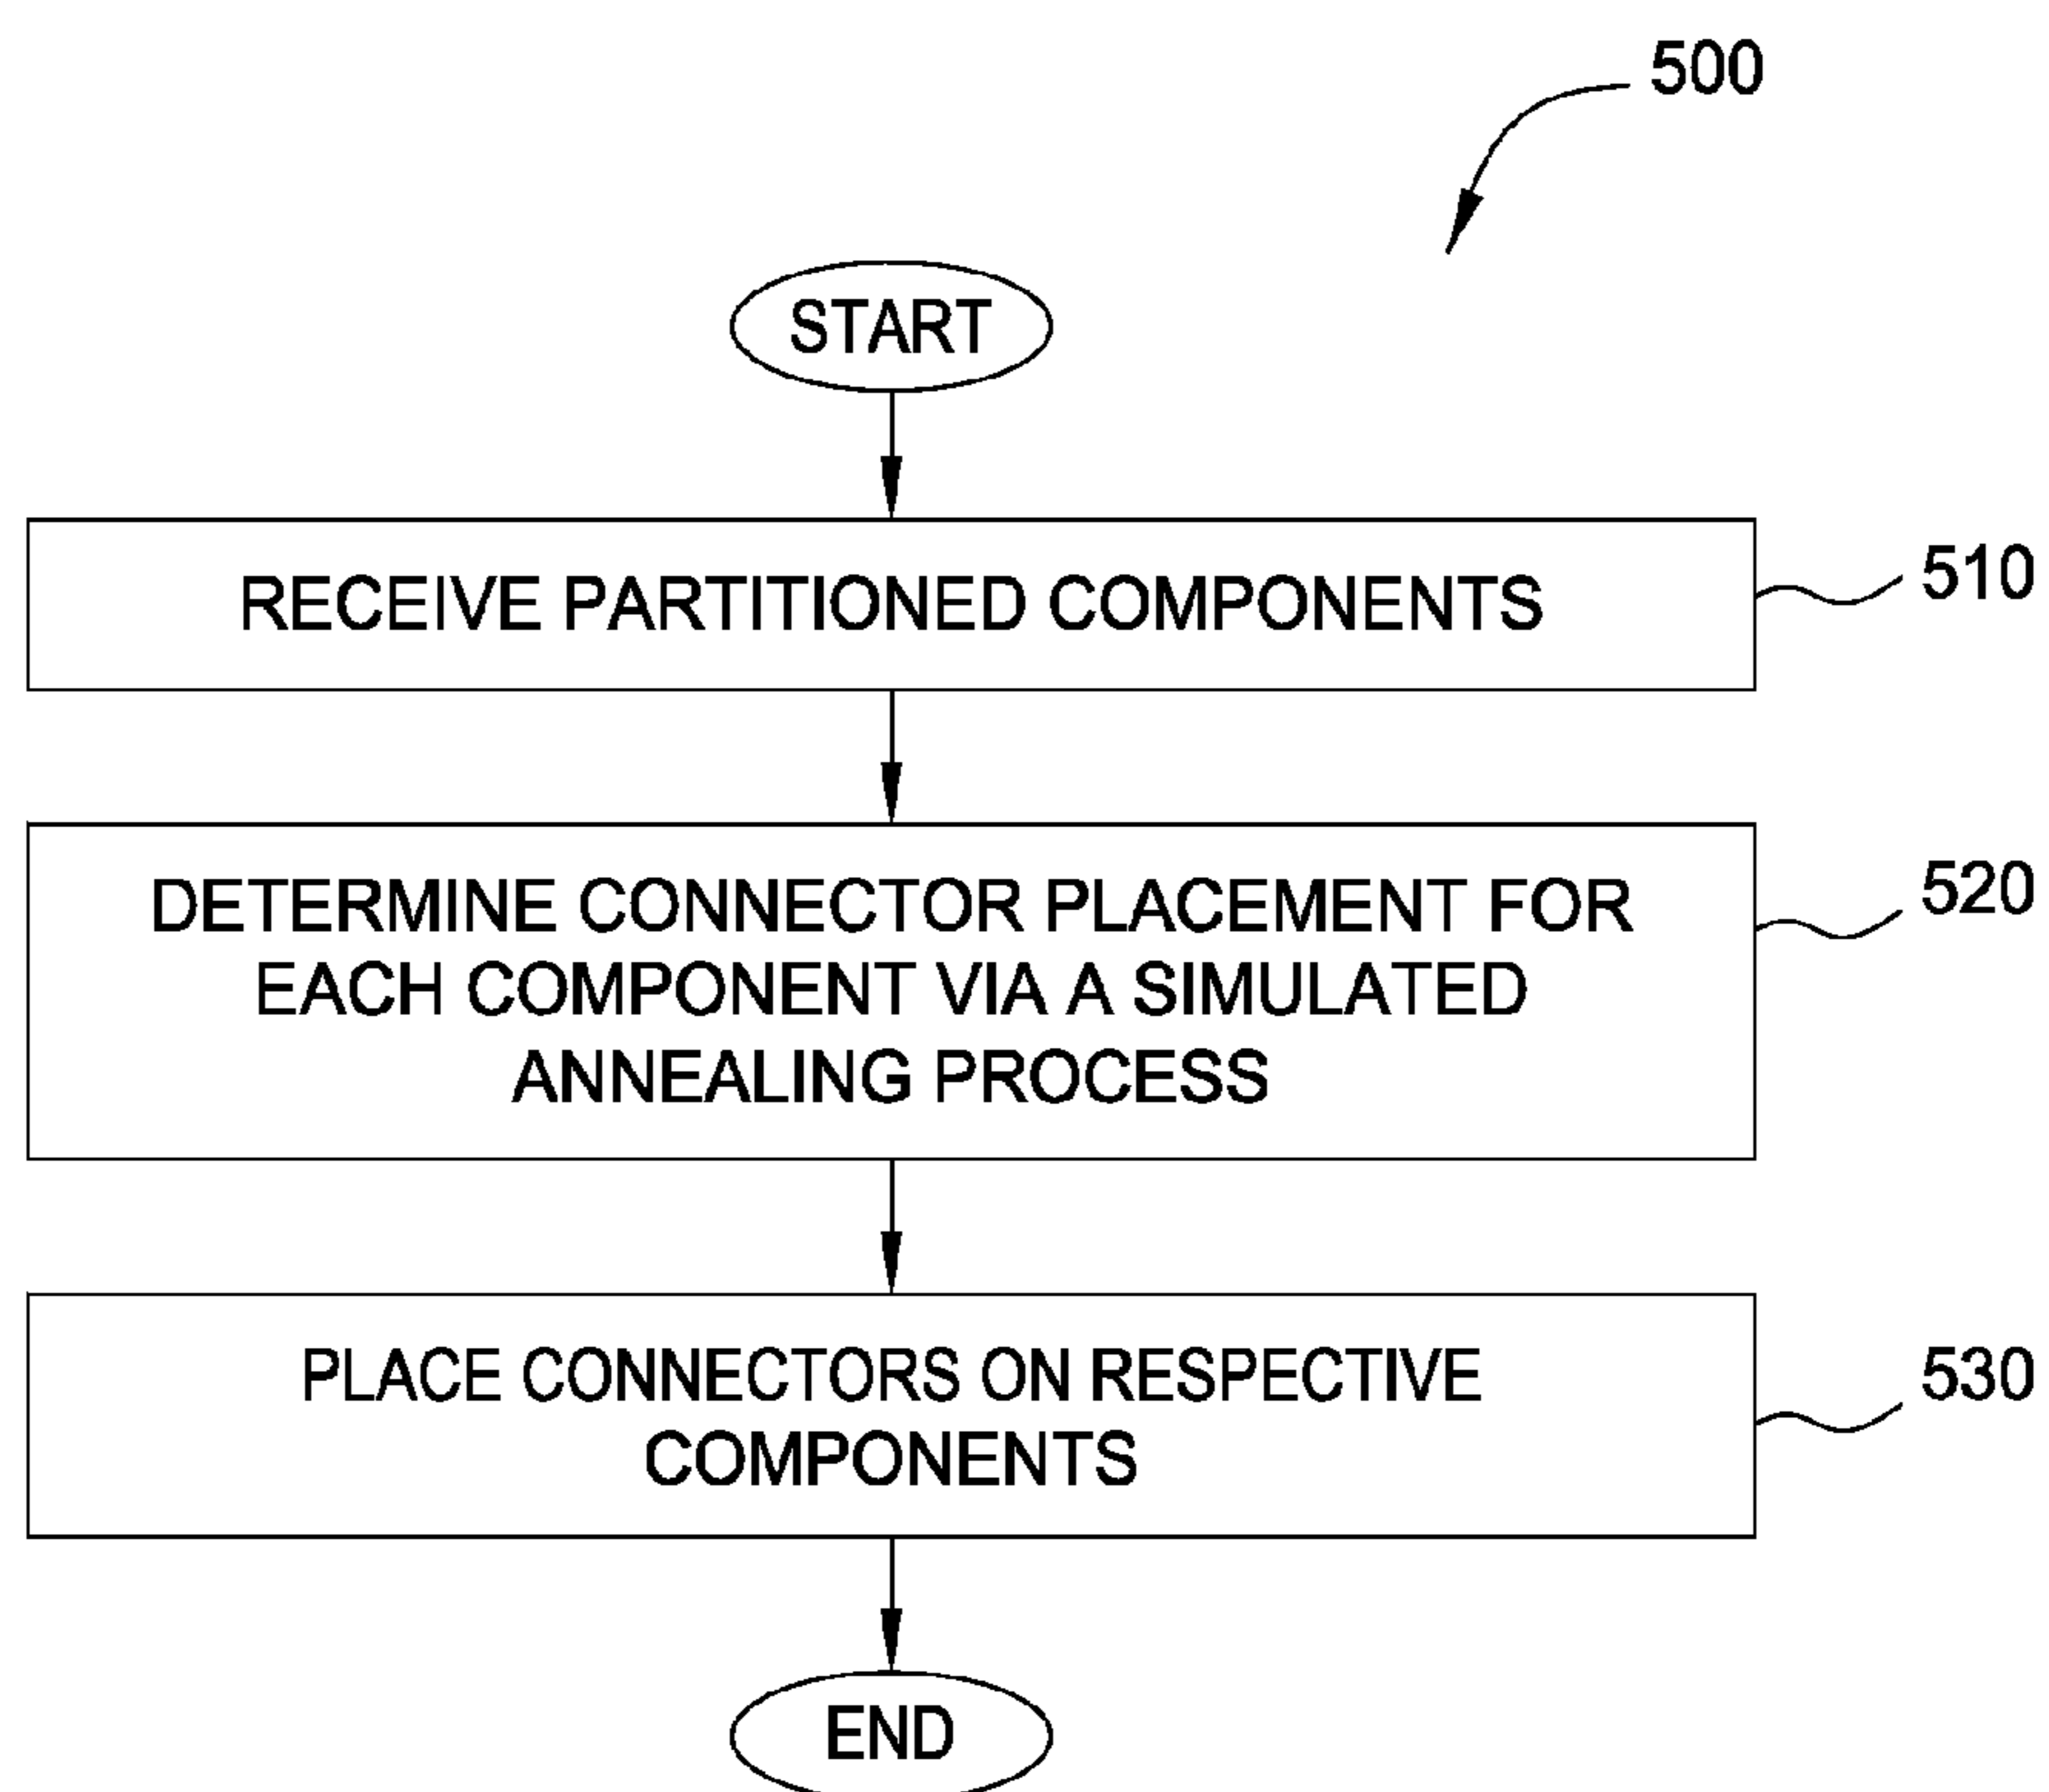 500
START
RECEIVE PARTITIONED COMPONENTS
510
DETERMINE CONNECTOR PLACEMENT FOR
EACH COMPONENT VIA A SIMULATED
ANNEALING PROCESS
520
PLACE CONNECTORS ON RESPECTIVE
COMPONENTS
530
END